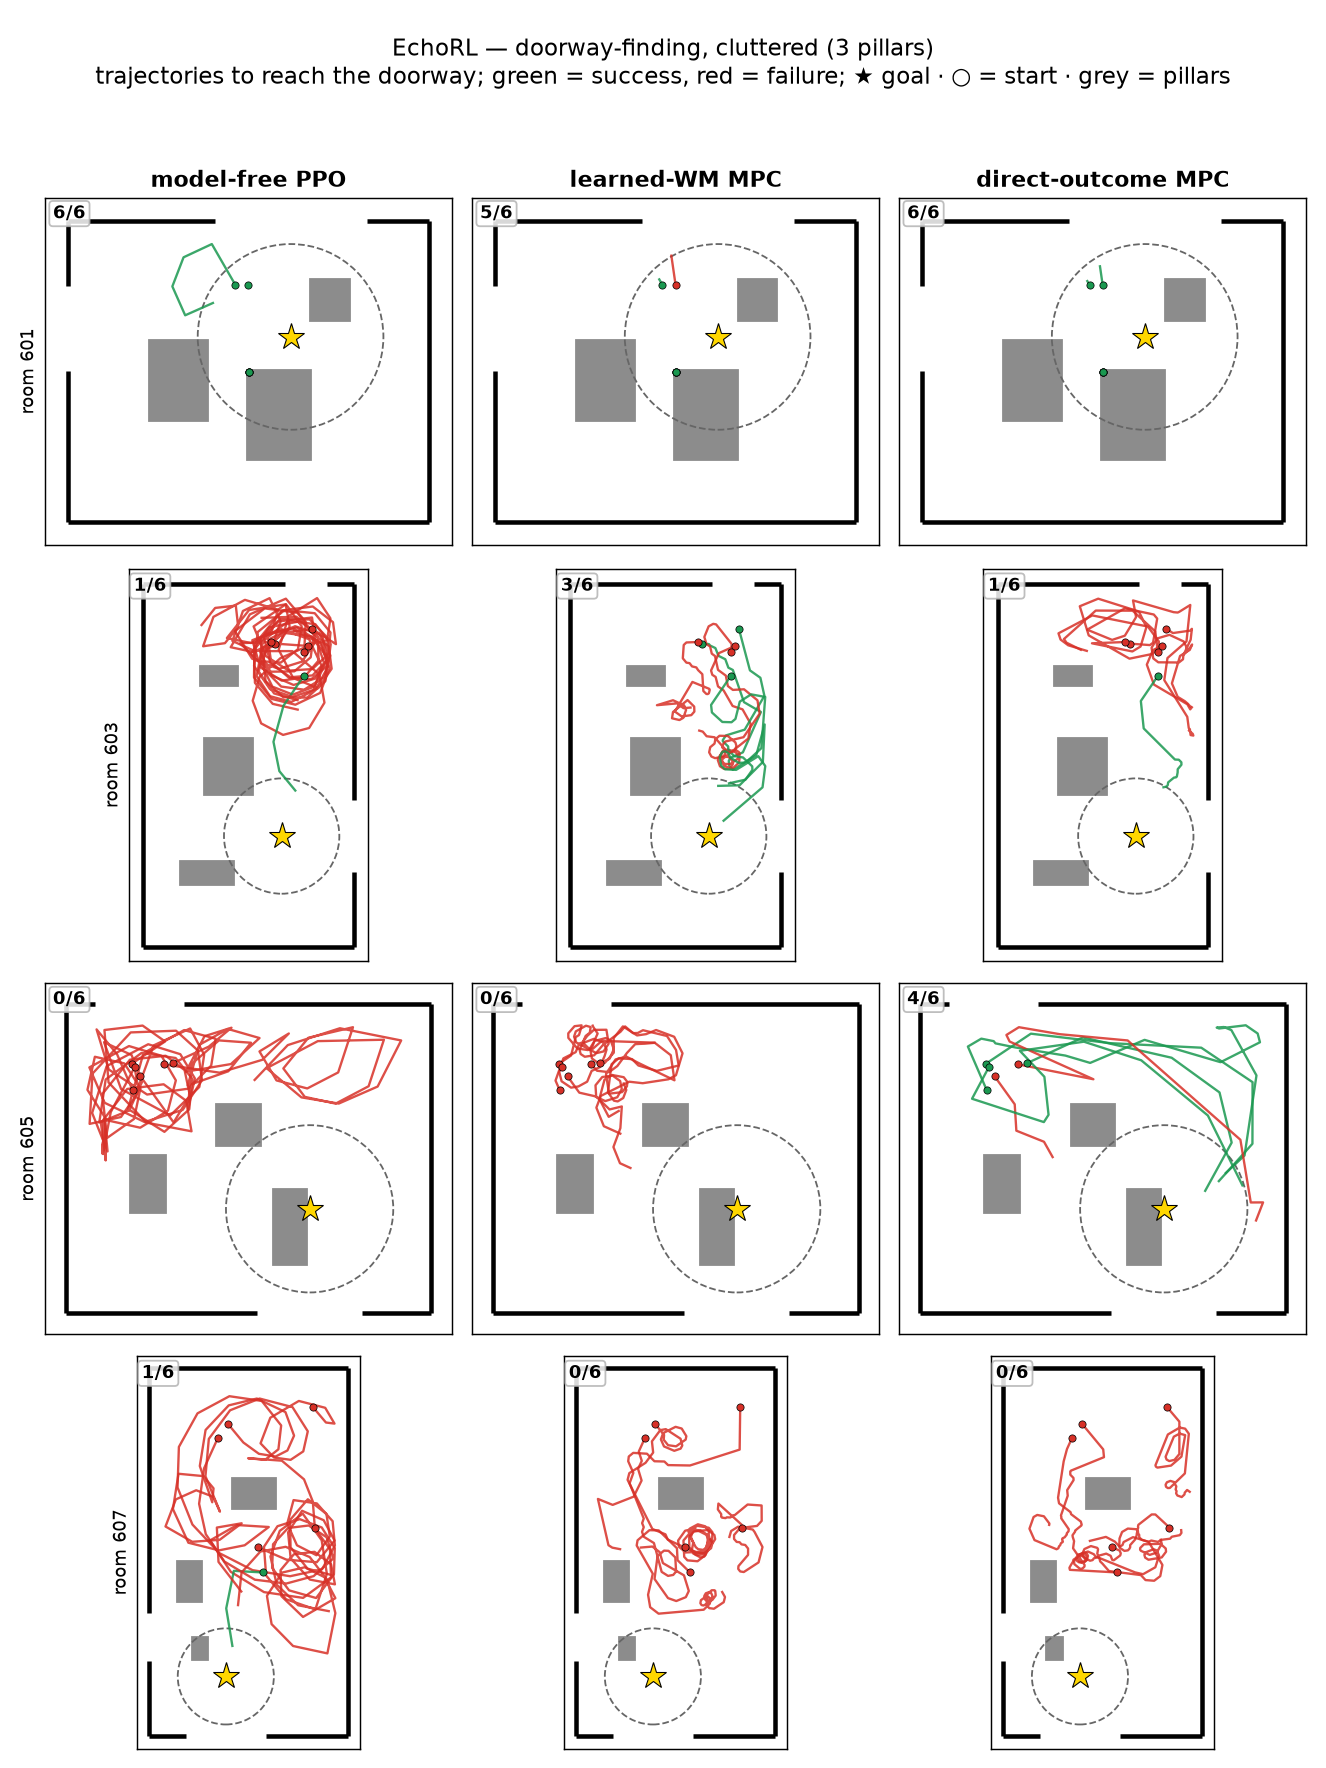 EchoRL — doorway-finding, cluttered (3 pillars)
trajectories to reach the doorway; green = success, red = failure; ★ goal · ○ = start · grey = pillars
model-free PPO
learned-WM MPC
direct-outcome MPC
room 601
6/6
5/6
6/6
room 603
1/6
3/6
1/6
room 605
0/6
0/6
4/6
room 607
1/6
0/6
0/6